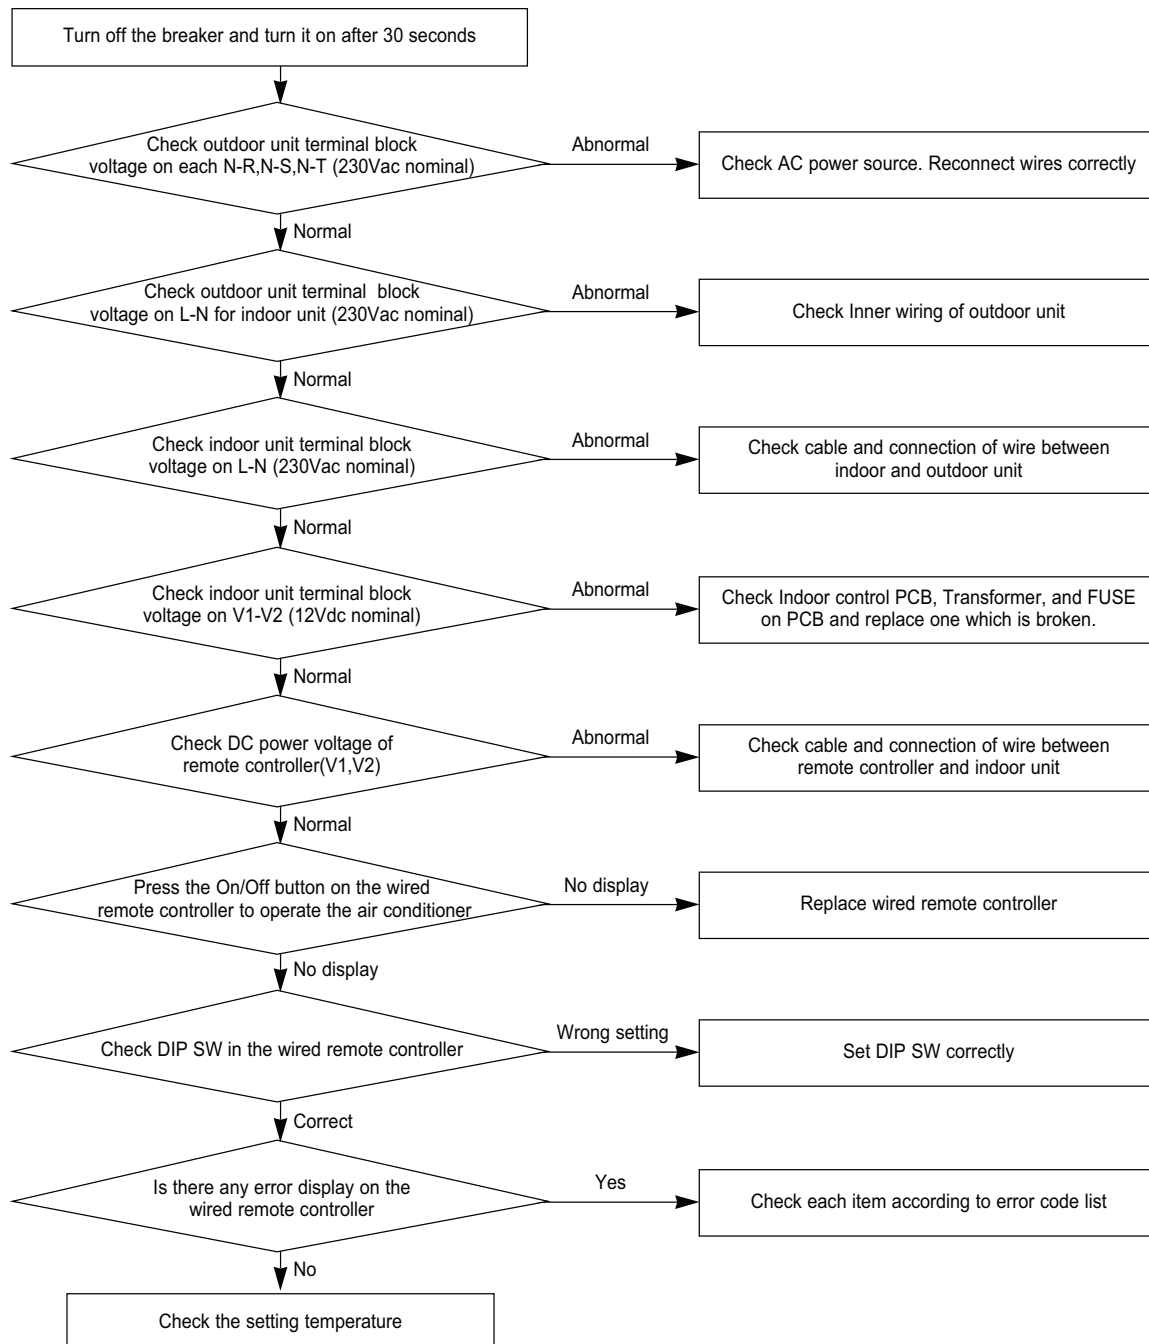 Turn off the breaker and turn it on after 30 seconds
Check outdoor unit terminal block
voltage on each N-R,N-S,N-T (230Vac nominal)
Abnormal
Check AC power source. Reconnect wires correctly
Normal
Check outdoor unit terminal block
voltage on L-N for indoor unit (230Vac nominal)
Abnormal
Check Inner wiring of outdoor unit
Normal
Check indoor unit terminal block
voltage on L-N (230Vac nominal)
Abnormal
Check cable and connection of wire between
indoor and outdoor unit
Normal
Check indoor unit terminal block
voltage on V1-V2 (12Vdc nominal)
Abnormal
Check Indoor control PCB, Transformer, and FUSE
on PCB and replace one which is broken.
Normal
Check DC power voltage of
remote controller(V1,V2)
Abnormal
Check cable and connection of wire between
remote controller and indoor unit
Normal
Press the On/Off button on the wired
remote controller to operate the air conditioner
No display
Replace wired remote controller
No display
Check DIP SW in the wired remote controller
Wrong setting
Set DIP SW correctly
Correct
Is there any error display on the
wired remote controller
Yes
Check each item according to error code list
No
Check the setting temperature